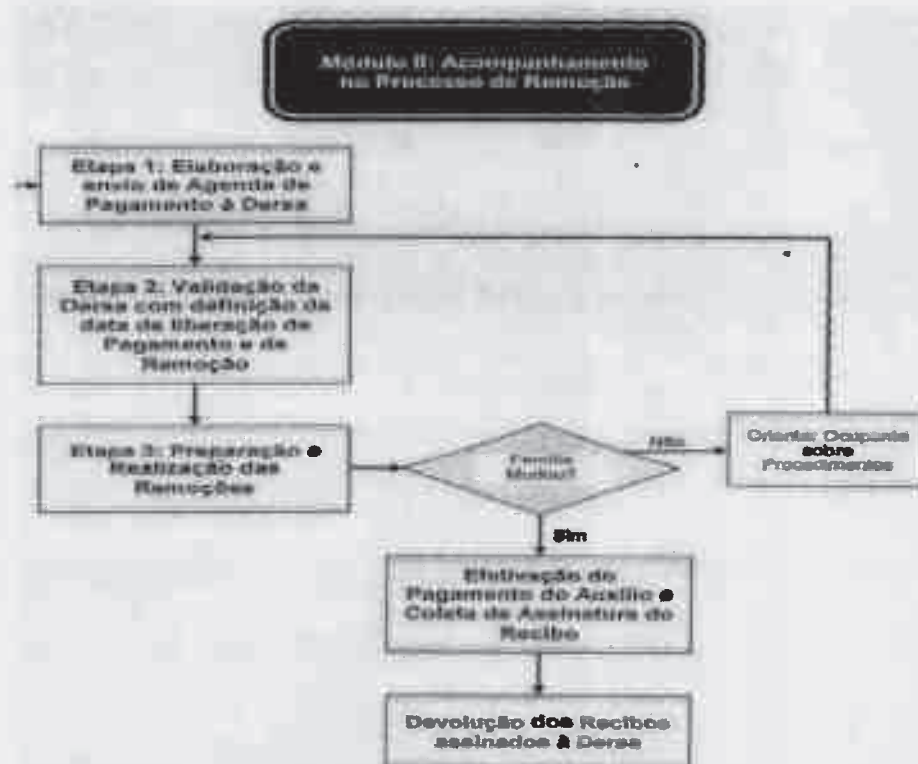 Módulo II: Acompanhamento
no Processo de Remoção
Etapa 1: Elaboração e
envio de Agenda de
Pagamento à Dersa
Etapa 2: Validação da
Dersa com definição da
data de liberação de
Pagamento e de
Remoção
Etapa 3: Preparação e
Realização das
Remoções
Família
Mudou?
Não
Orientar Ocupante
sobre
Procedimentos
Sim
Efetivação do
Pagamento do Auxílio e
Coleta de Assinatura do
Recibo
Devolução dos Recibos
assinados à Dersa